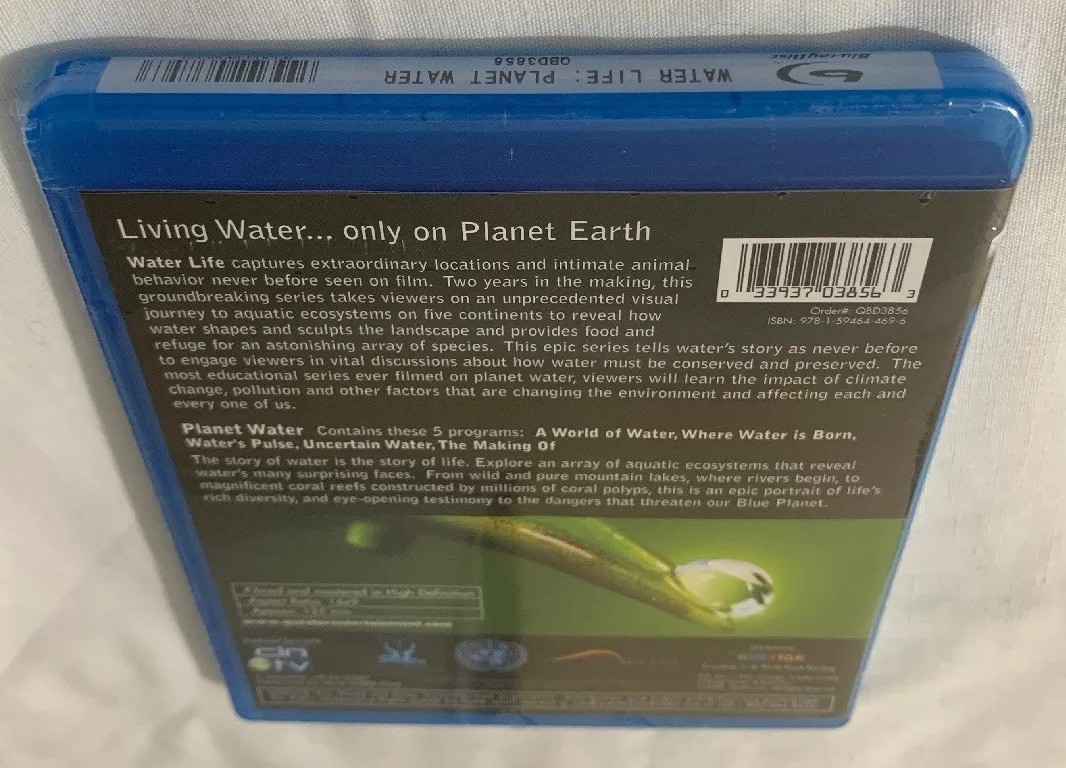 Blu-ray Disc
WATER LIFE: PLANET WATER
QBD3856
Living Water... only on Planet Earth
Water Life captures extraordinary locations and intimate animal
behavior never before seen on film. Two years in the making, this
groundbreaking series takes viewers on an unprecedented visual
journey to aquatic ecosystems on five continents to reveal how
water shapes and sculpts the landscape and provides food and
refuge for an astonishing array of species. This epic series tells water's story as never before
to engage viewers in vital discussions about how water must be conserved and preserved. The
most educational series ever filmed on planet water, viewers will learn the impact of climate
change, pollution and other factors that are changing the environment and affecting each and
every one of us.
0 33937 03856 3
Order#: QBD3856
ISBN: 978-1-59464-469-6
Planet Water Contains these 5 programs: A World of Water, Where Water is Born,
Water's Pulse, Uncertain Water, The Making Of
The story of water is the story of life. Explore an array of aquatic ecosystems that reveal
water's many surprising faces. From wild and pure mountain lakes, where rivers begin, to
magnificent coral reefs constructed by millions of coral polyps, this is an epic portrait of life's
rich diversity, and eye-opening testimony to the dangers that threaten our Blue Planet.
mastered in High Definition